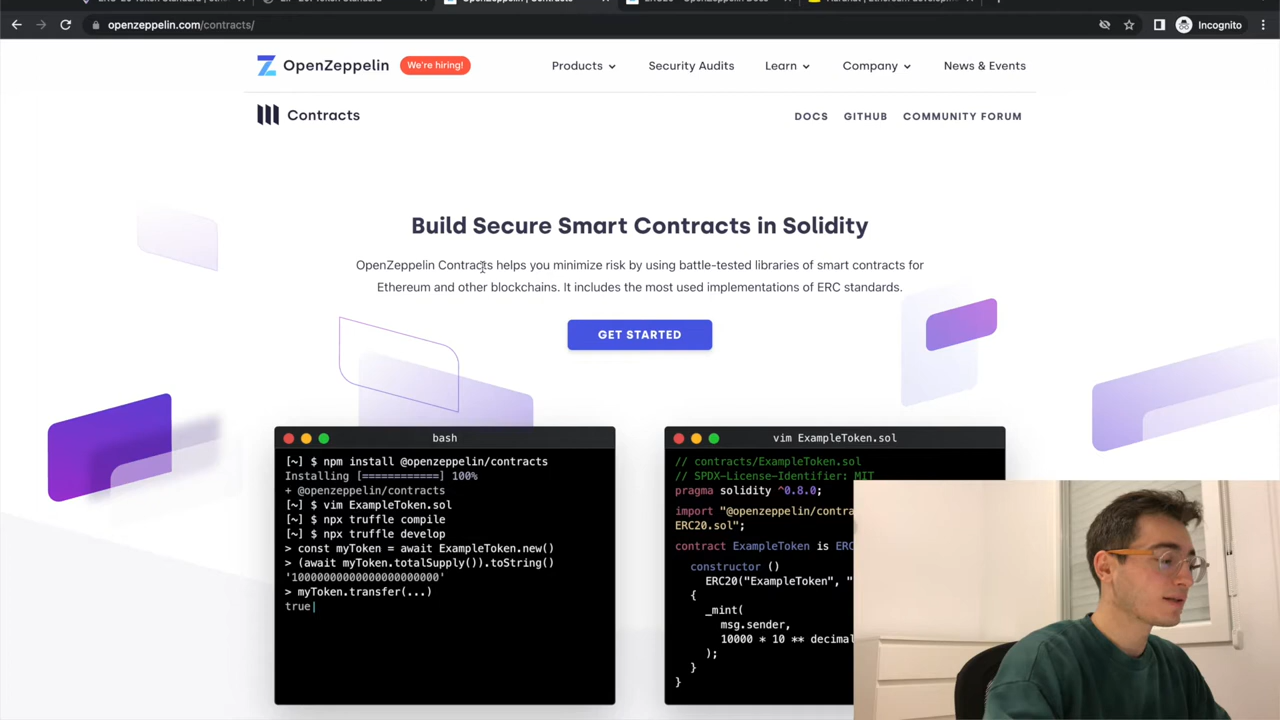 OpenZeppelin | Contracts
openzeppelin.com/contracts/
Incognito
OpenZeppelin
We're hiring!
Products
Security Audits
Learn
Company
News & Events
Contracts
DOCS
GITHUB
COMMUNITY FORUM
Build Secure Smart Contracts in Solidity
OpenZeppelin Contracts helps you minimize risk by using battle-tested libraries of smart contracts for
Ethereum and other blockchains. It includes the most used implementations of ERC standards.
GET STARTED
bash
[~] $ npm install @openzeppelin/contracts
Installing [============] 100%
+ @openzeppelin/contracts
[~] $ vim ExampleToken.sol
[~] $ npx truffle compile
[~] $ npx truffle develop
> const myToken = await ExampleToken.new()
> (await myToken.totalSupply()).toString()
'10000000000000000000000'
> myToken.transfer(...)
true
vim ExampleToken.sol
// contracts/ExampleToken.sol
// SPDX-License-Identifier: MIT
pragma solidity ^0.8.0;
import "@openzeppelin/contra
ERC20.sol";
contract ExampleToken is ERC
constructor ()
ERC20("ExampleToken", "
{
_mint(
msg.sender,
10000 * 10 ** decimal
);
}
}